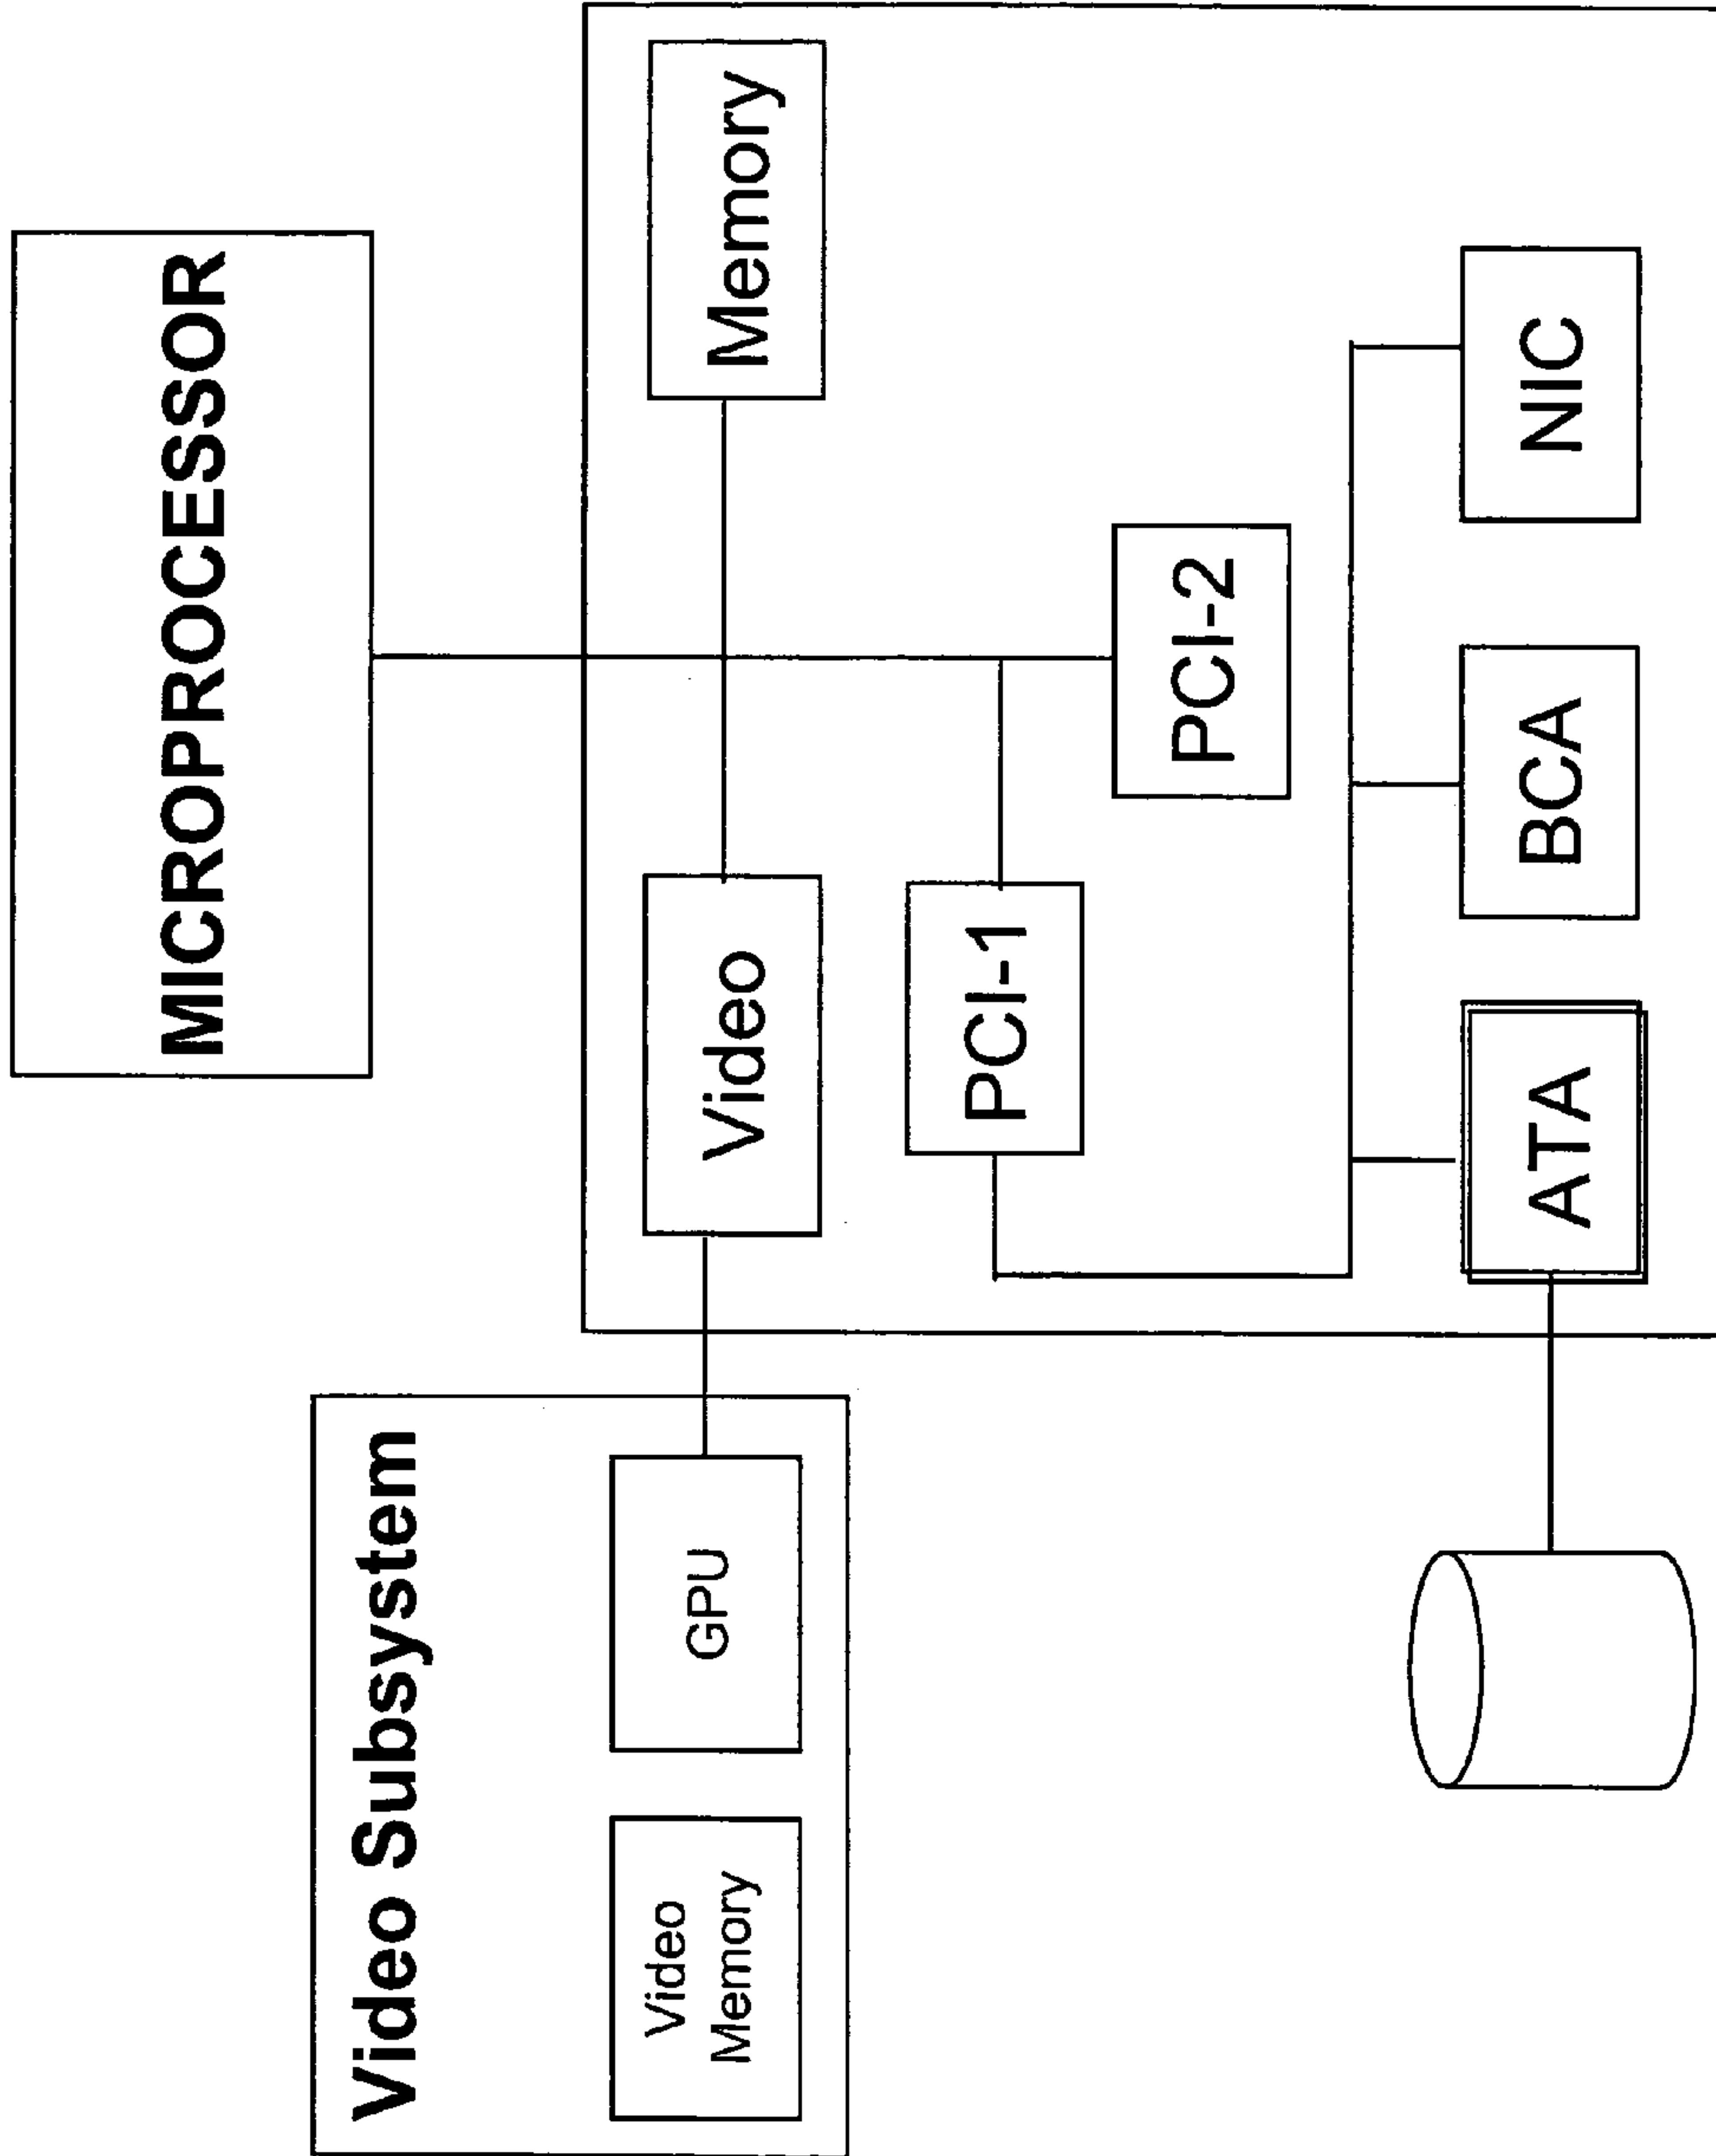 MICROPROCESSOR
Video Subsystem
Video
Memory
GPU
Video
Memory
PCI-1
PCI-2
ATA
BCA
NIC